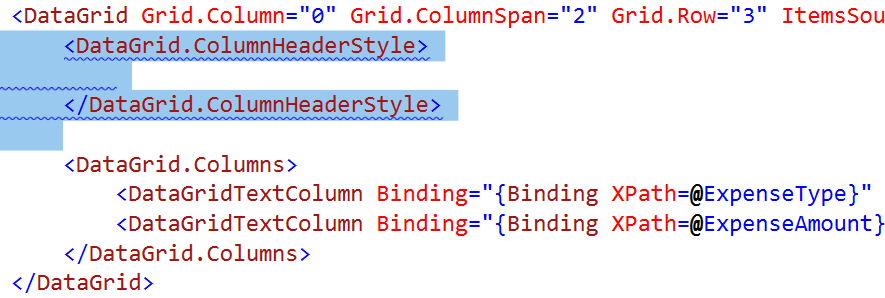 <DataGrid Grid.Column="0" Grid.ColumnSpan="2" Grid.Row="3" ItemsSou
<DataGrid.ColumnHeaderStyle>
</DataGrid.ColumnHeaderStyle>
<DataGrid.Columns>
<DataGridTextColumn Binding="{Binding XPath=@ExpenseType}"
<DataGridTextColumn Binding="{Binding XPath=@ExpenseAmount}
</DataGrid.Columns>
</DataGrid>